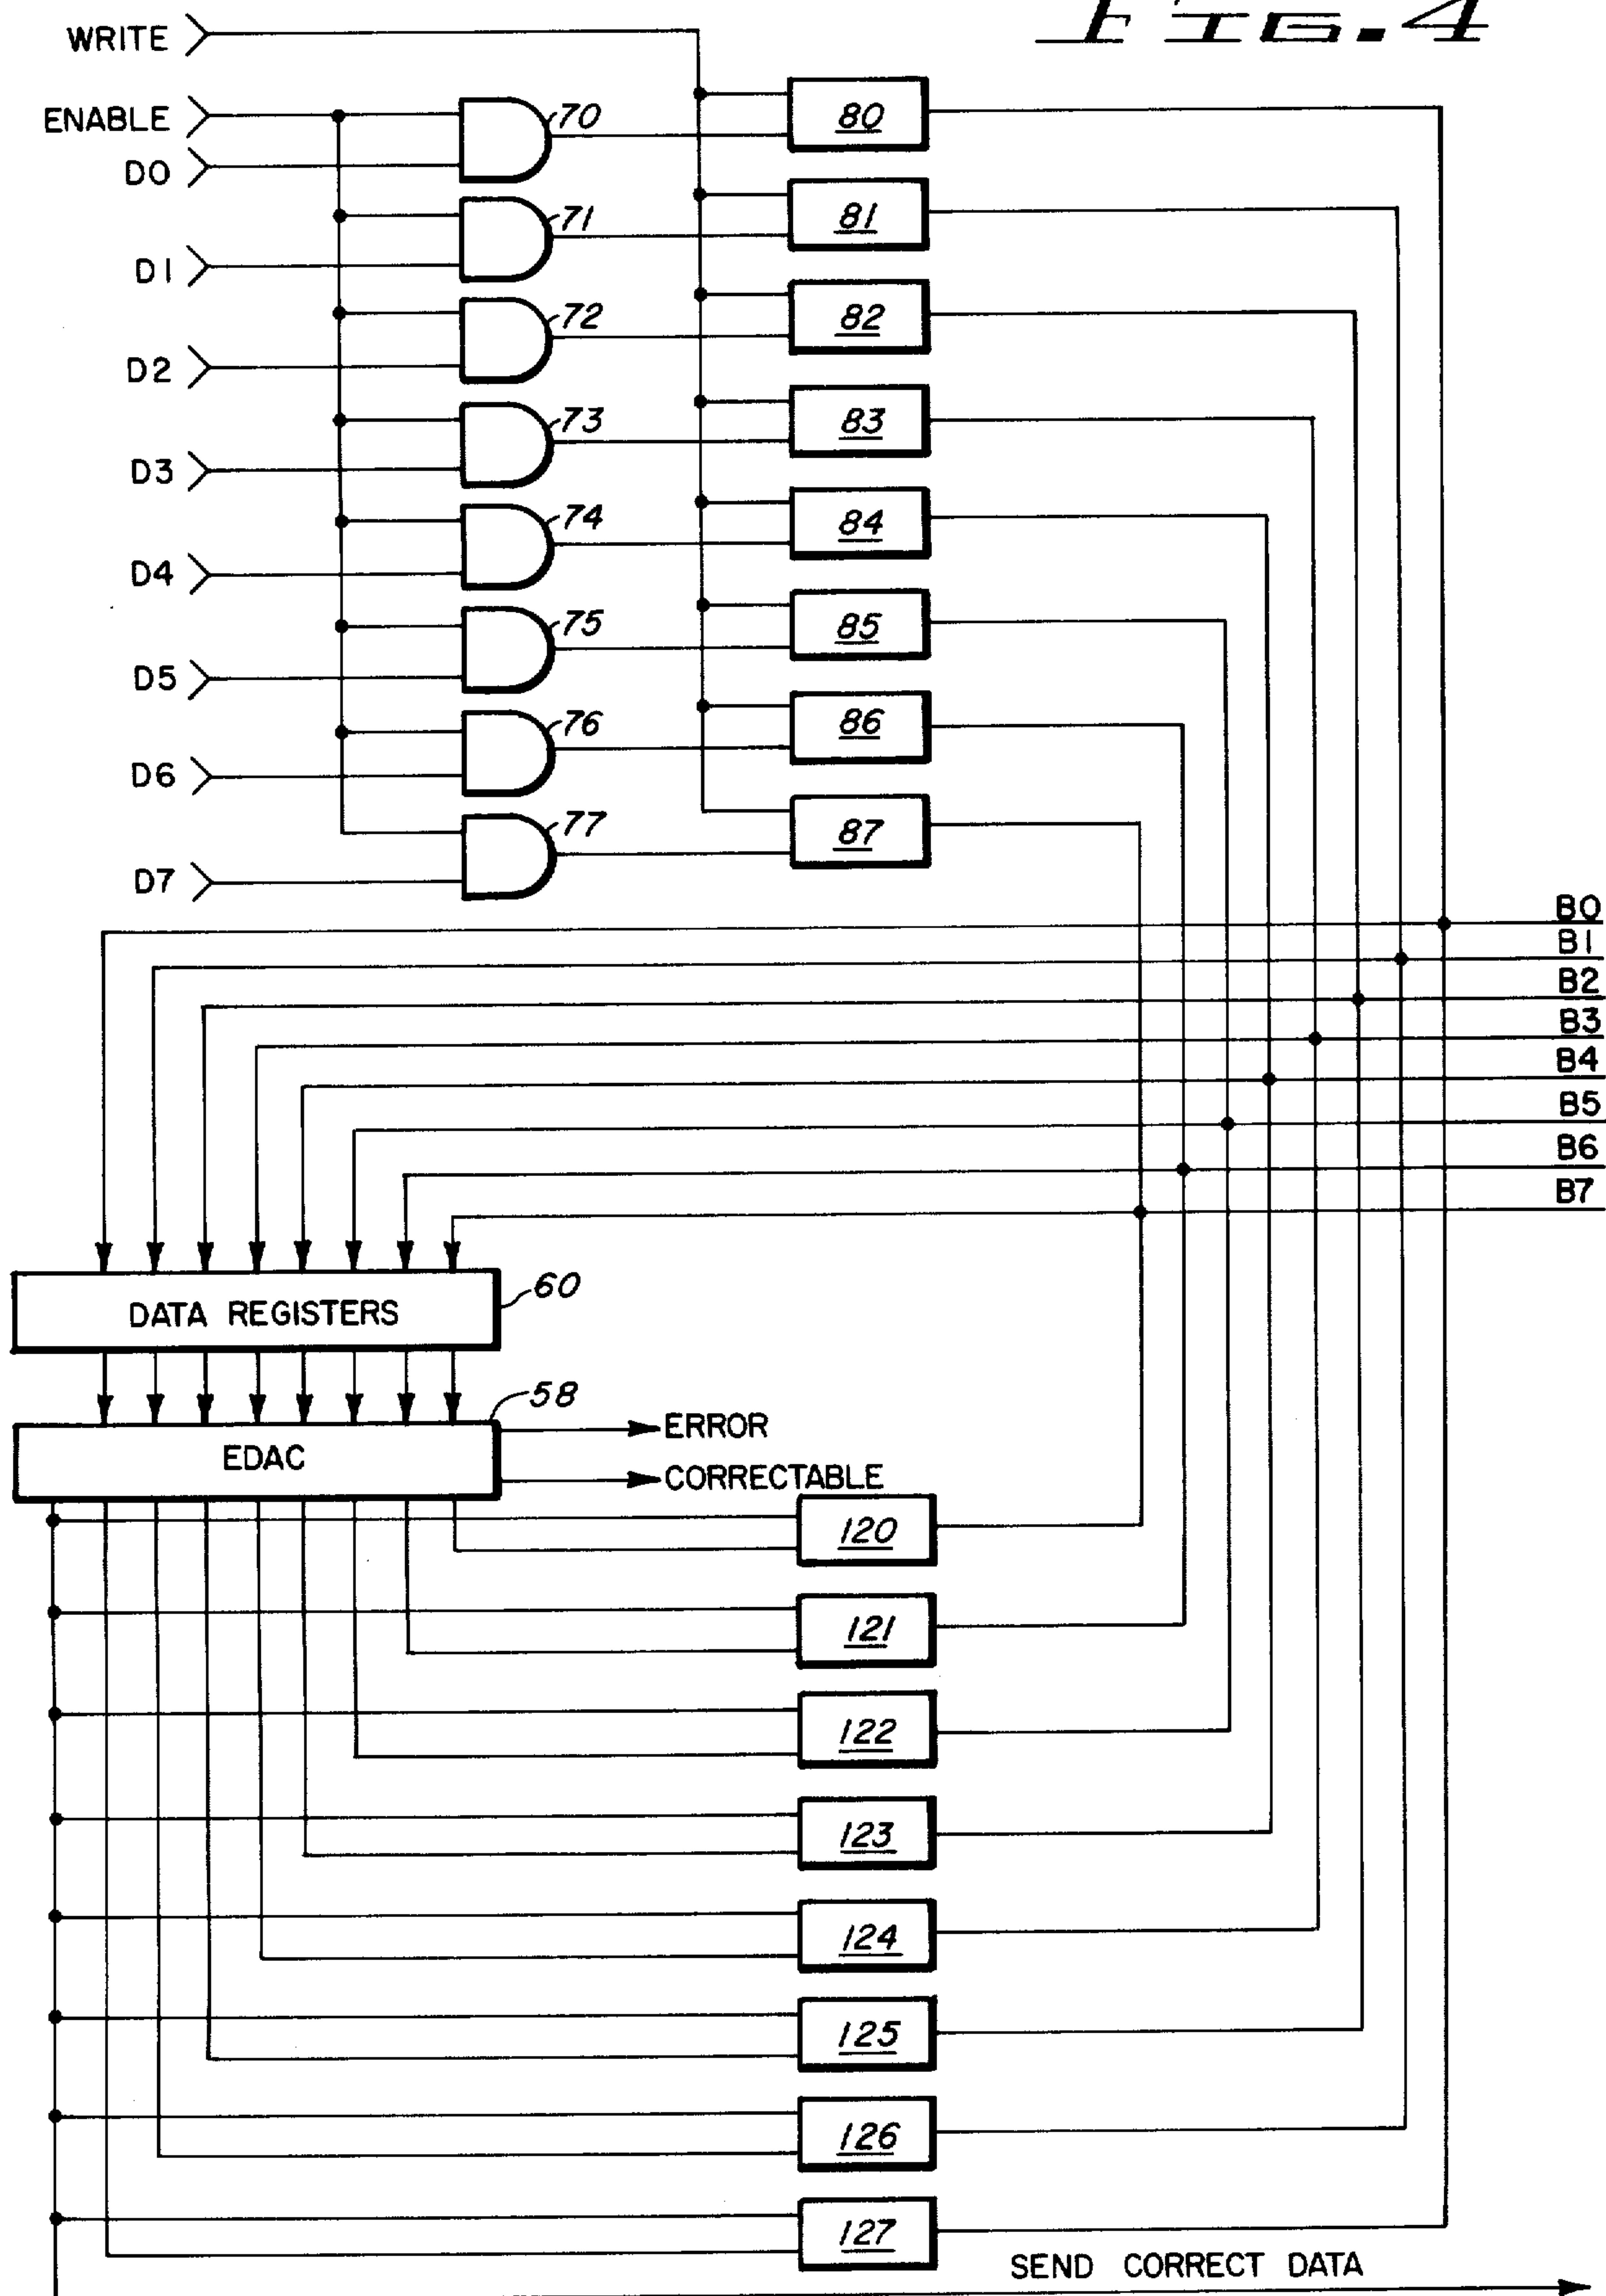 FIG. 4
WRITE
ENABLE
70
80
D0
71
81
D1
72
82
D2
73
83
D3
74
84
D4
75
85
D5
76
86
D6
77
87
D7
B0
B1
B2
B3
B4
B5
B6
B7
DATA REGISTERS
60
58
EDAC
ERROR
CORRECTABLE
120
121
122
123
124
125
126
127
SEND CORRECT DATA